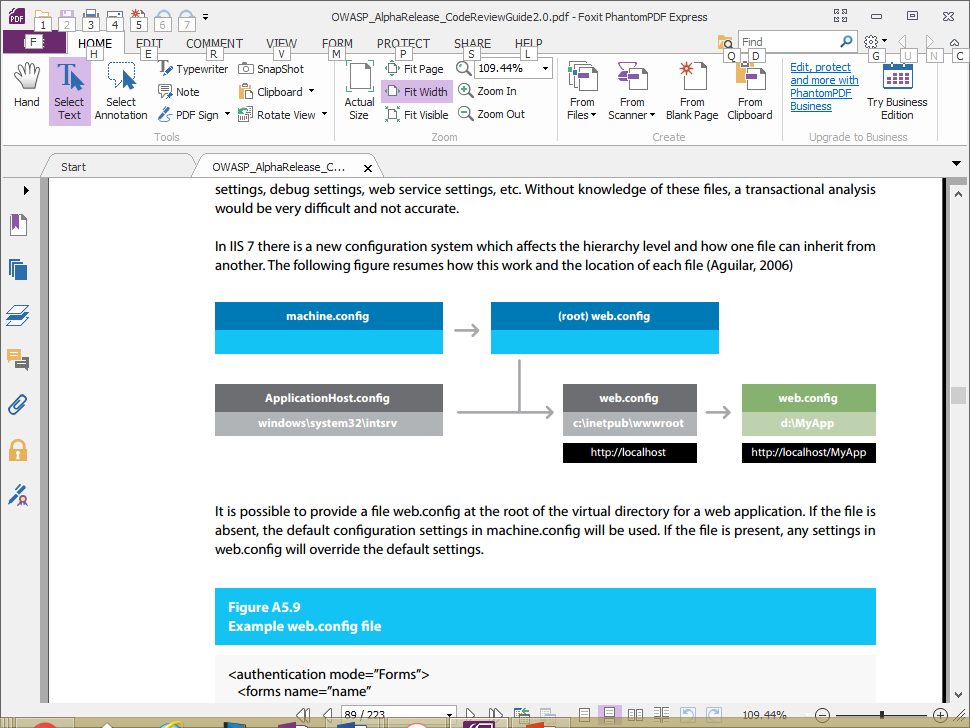 OWASP_AlphaRelease_CodeReviewGuide2.0.pdf - Foxit PhantomPDF Express
PDF
1 2 3 4 5 6 7
F HOME EDIT COMMENT VIEW FORM PROTECT SHARE HELP Find
H E R V M P S L Q D G U N C
Hand
Select
Text
Select
Annotation
Typewriter
Note
PDF Sign
SnapShot
Clipboard
Rotate View
Tools
Actual
Size
Fit Page
Fit Width
Fit Visible
109.44%
Zoom In
Zoom Out
Zoom
From
Files
From
Scanner
From
Blank Page
From
Clipboard
Create
Edit, protect
and more with
PhantomPDF
Business
Try Business
Edition
Upgrade to Business
Start
OWASP_AlphaRelease_C...
settings, debug settings, web service settings, etc. Without knowledge of these files, a transactional analysis
would be very difficult and not accurate.
In IIS 7 there is a new configuration system which affects the hierarchy level and how one file can inherit from
another. The following figure resumes how this work and the location of each file (Aguilar, 2006)
machine.config
(root) web.config
ApplicationHost.config
windows\system32\intsrv
web.config
c:\inetpub\wwwroot
http://localhost
web.config
d:\MyApp
http://localhost/MyApp
It is possible to provide a file web.config at the root of the virtual directory for a web application. If the file is
absent, the default configuration settings in machine.config will be used. If the file is present, any settings in
web.config will override the default settings.
Figure A5.9
Example web.config file
<authentication mode=”Forms”>
<forms name=”name”
89 / 223
109.44%